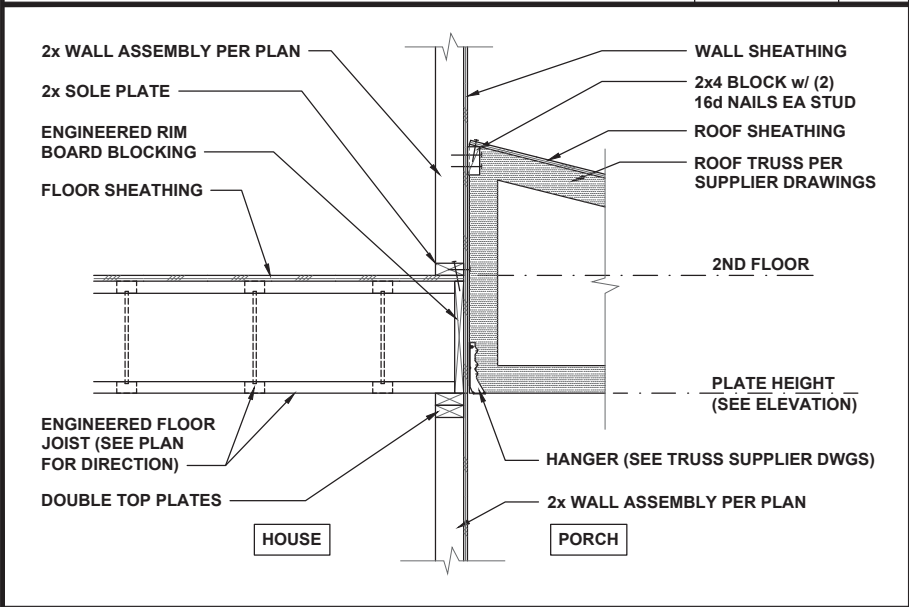 2x WALL ASSEMBLY PER PLAN
2x SOLE PLATE
ENGINEERED RIM
BOARD BLOCKING
FLOOR SHEATHING
ENGINEERED FLOOR
JOIST (SEE PLAN
FOR DIRECTION)
DOUBLE TOP PLATES
HOUSE
WALL SHEATHING
2x4 BLOCK w/ (2)
16d NAILS EA STUD
ROOF SHEATHING
ROOF TRUSS PER
SUPPLIER DRAWINGS
2ND FLOOR
PLATE HEIGHT
(SEE ELEVATION)
HANGER (SEE TRUSS SUPPLIER DWGS)
2x WALL ASSEMBLY PER PLAN
PORCH